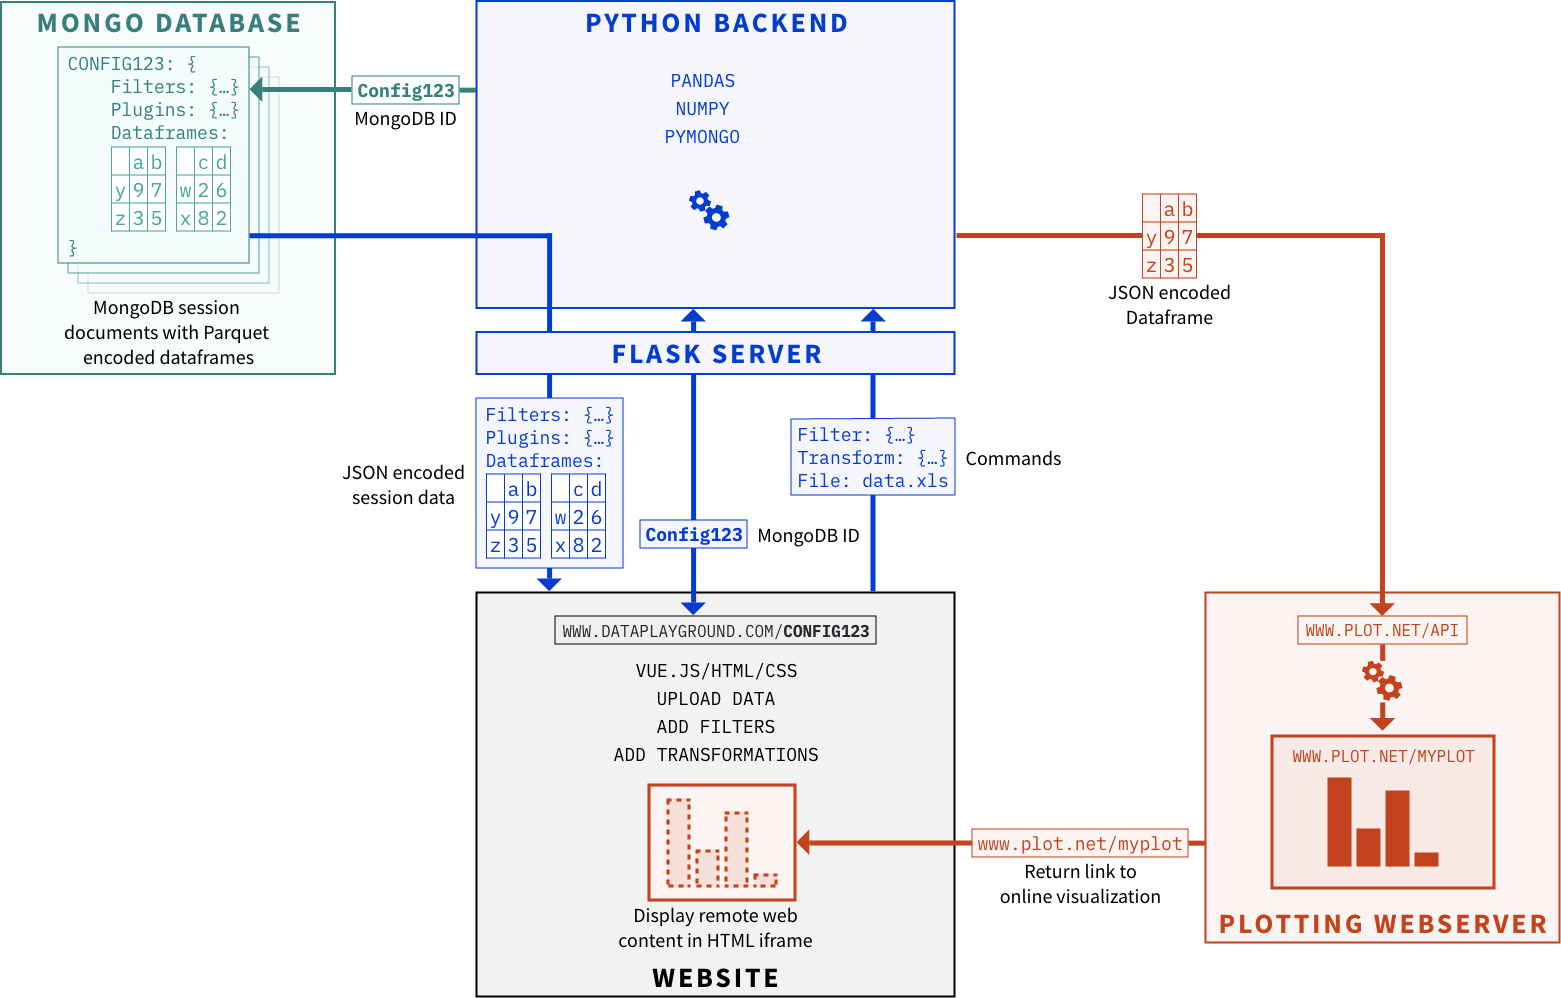 MONGO DATABASE
CONFIG123: {
Filters: {…}
Plugins: {…}
Dataframes:
a b
y 9 7
z 3 5
c d
w 2 6
x 8 2
}
MongoDB session
documents with Parquet
encoded dataframes
Config123
MongoDB ID
PYTHON BACKEND
PANDAS
NUMPY
PYMONGO
a b
y 9 7
z 3 5
JSON encoded
Dataframe
FLASK SERVER
JSON encoded
session data
Filters: {…}
Plugins: {…}
Dataframes:
a b
y 9 7
z 3 5
c d
w 2 6
x 8 2
Config123
MongoDB ID
Filter: {…}
Transform: {…}
File: data.xls
Commands
WWW.DATAPLAYGROUND.COM/CONFIG123
VUE.JS/HTML/CSS
UPLOAD DATA
ADD FILTERS
ADD TRANSFORMATIONS
Display remote web
content in HTML iframe
WEBSITE
www.plot.net/myplot
Return link to
online visualization
WWW.PLOT.NET/API
WWW.PLOT.NET/MYPLOT
PLOTTING WEBSERVER